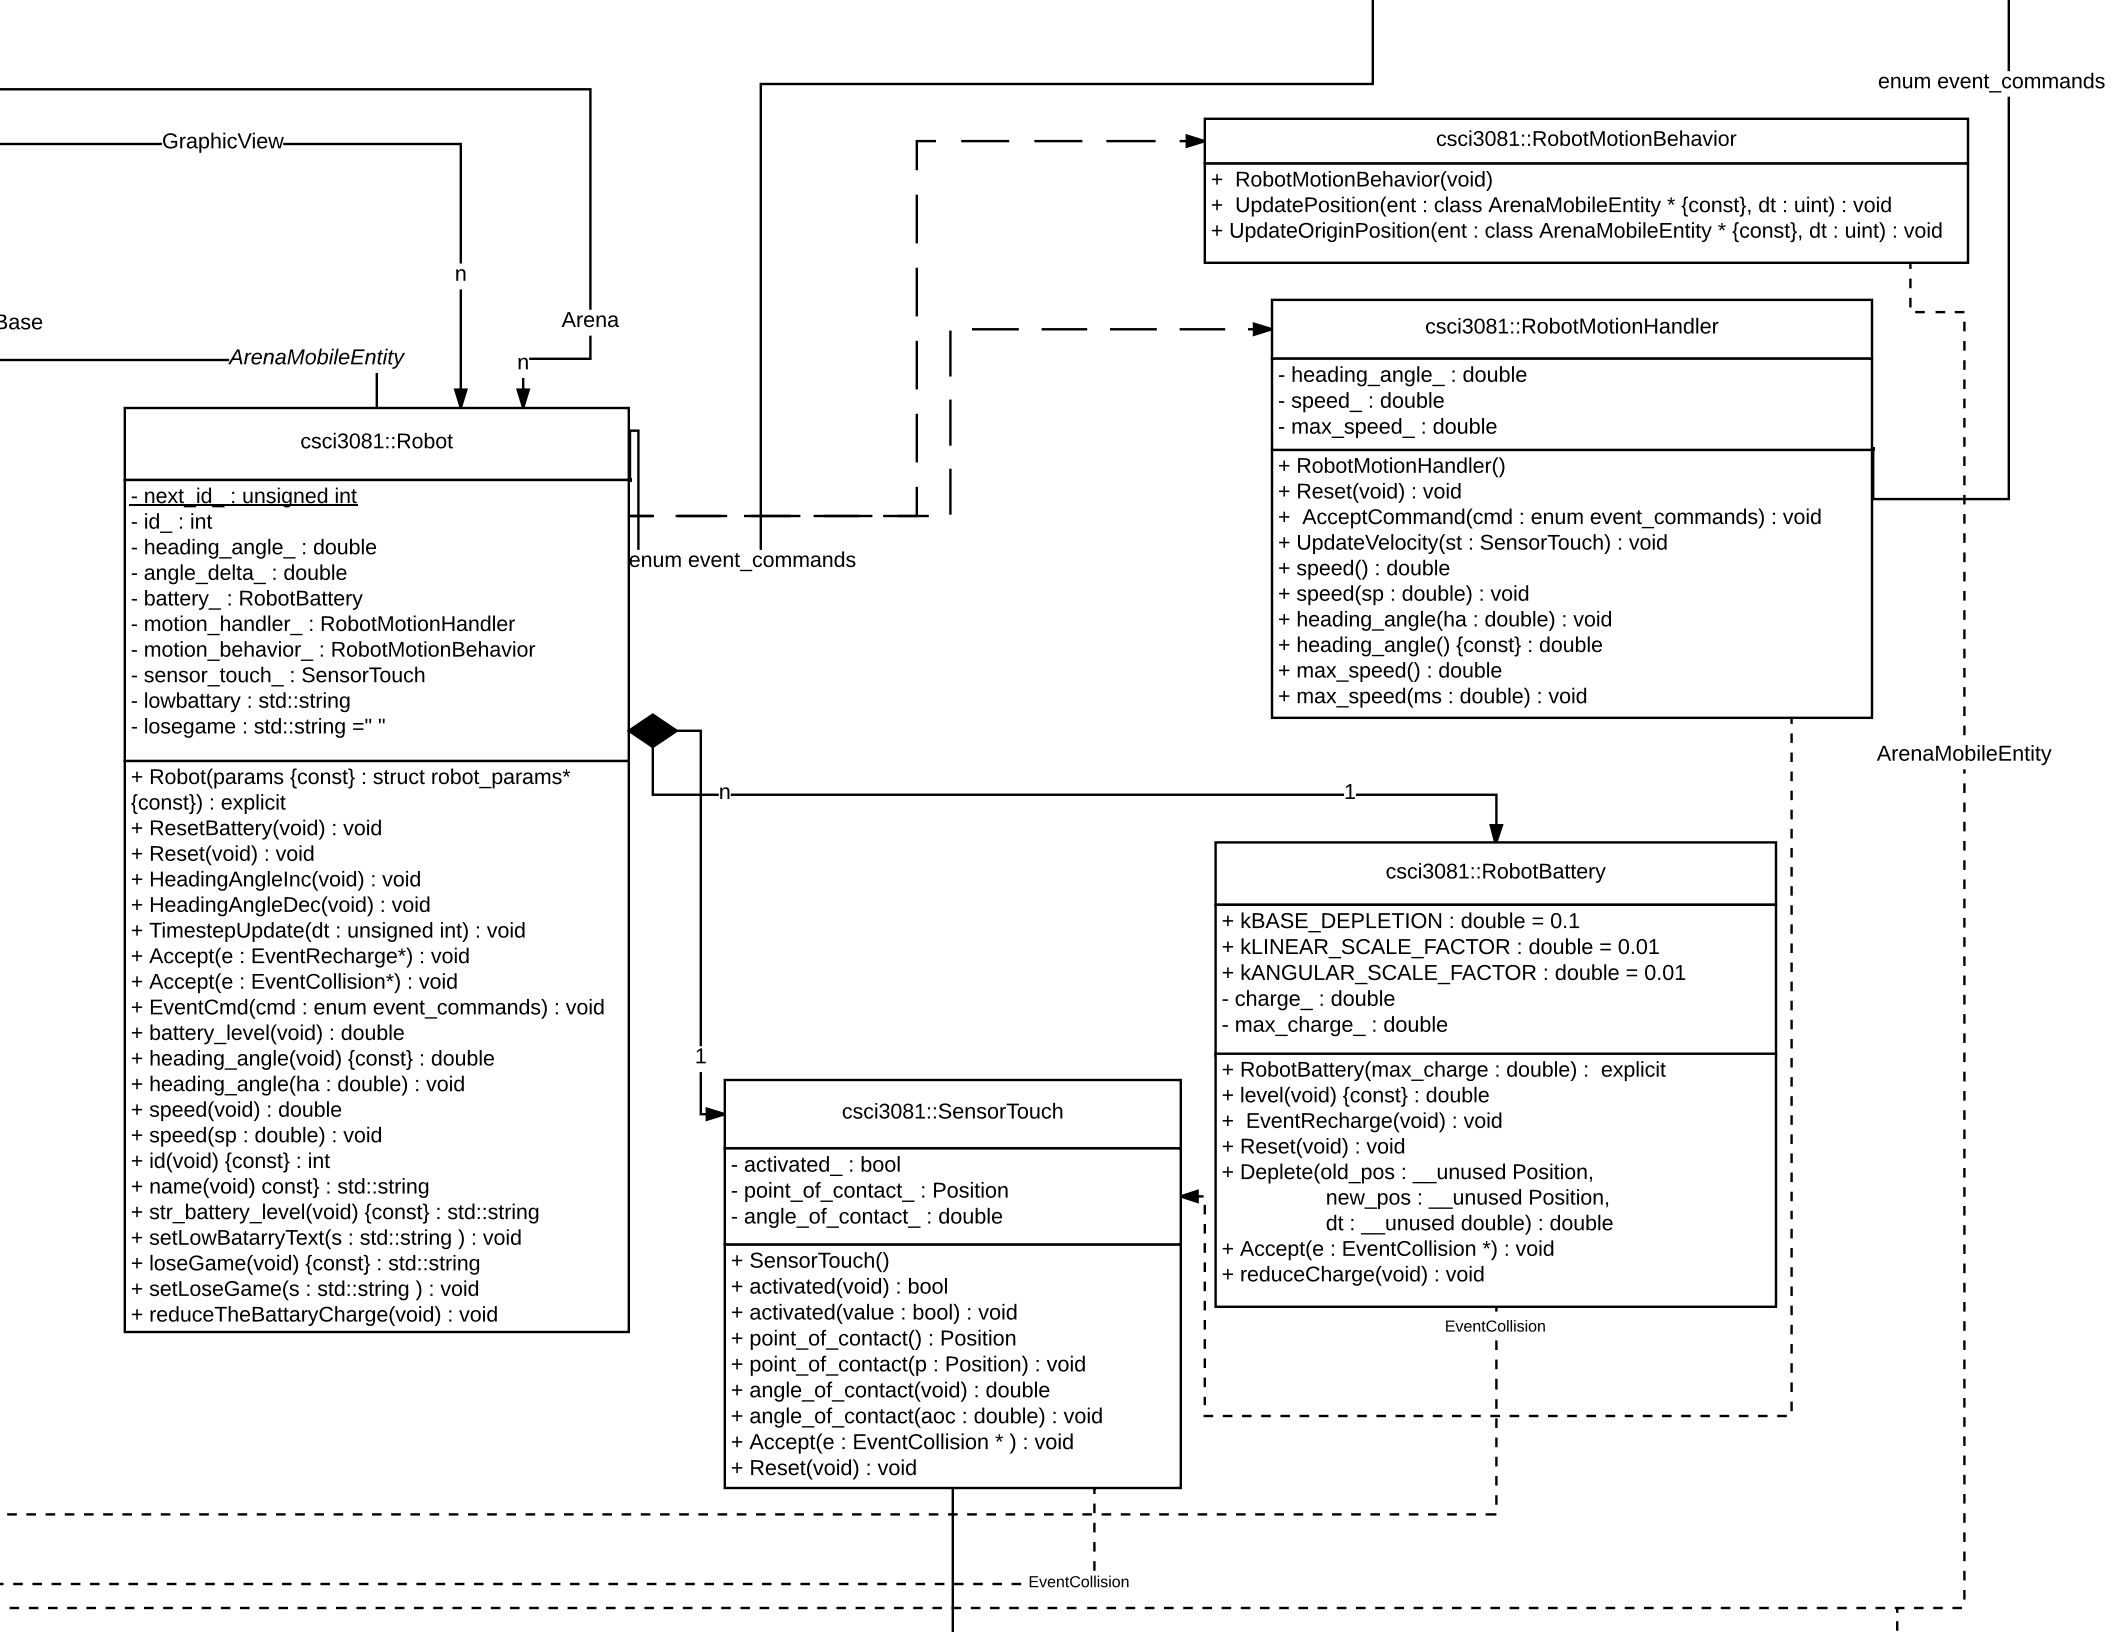 enum event_commands
GraphicView
n
Arena
Base
ArenaMobileEntity
n
csci3081::RobotMotionBehavior
+  RobotMotionBehavior(void)
+  UpdatePosition(ent : class ArenaMobileEntity * {const}, dt : uint) : void
+ UpdateOriginPosition(ent : class ArenaMobileEntity * {const}, dt : uint) : void
csci3081::RobotMotionHandler
- heading_angle_ : double
- speed_ : double
- max_speed_ : double
+ RobotMotionHandler()
+ Reset(void) : void
+  AcceptCommand(cmd : enum event_commands) : void
+ UpdateVelocity(st : SensorTouch) : void
+ speed() : double
+ speed(sp : double) : void
+ heading_angle(ha : double) : void
+ heading_angle() {const} : double
+ max_speed() : double
+ max_speed(ms : double) : void
csci3081::Robot
- next_id_ : unsigned int
- id_ : int
- heading_angle_ : double
- angle_delta_ : double
- battery_ : RobotBattery
- motion_handler_ : RobotMotionHandler
- motion_behavior_ : RobotMotionBehavior
- sensor_touch_ : SensorTouch
- lowbattary : std::string
- losegame : std::string =" "
+ Robot(params {const} : struct robot_params*
{const}) : explicit
+ ResetBattery(void) : void
+ Reset(void) : void
+ HeadingAngleInc(void) : void
+ HeadingAngleDec(void) : void
+ TimestepUpdate(dt : unsigned int) : void
+ Accept(e : EventRecharge*) : void
+ Accept(e : EventCollision*) : void
+ EventCmd(cmd : enum event_commands) : void
+ battery_level(void) : double
+ heading_angle(void) {const} : double
+ heading_angle(ha : double) : void
+ speed(void) : double
+ speed(sp : double) : void
+ id(void) {const} : int
+ name(void) const} : std::string
+ str_battery_level(void) {const} : std::string
+ setLowBatarryText(s : std::string ) : void
+ loseGame(void) {const} : std::string
+ setLoseGame(s : std::string ) : void
+ reduceTheBattaryCharge(void) : void
enum event_commands
ArenaMobileEntity
n
1
1
csci3081::RobotBattery
+ kBASE_DEPLETION : double = 0.1
+ kLINEAR_SCALE_FACTOR : double = 0.01
+ kANGULAR_SCALE_FACTOR : double = 0.01
- charge_ : double
- max_charge_ : double
+ RobotBattery(max_charge : double) :  explicit
+ level(void) {const} : double
+  EventRecharge(void) : void
+ Reset(void) : void
+ Deplete(old_pos : __unused Position,
new_pos : __unused Position,
dt : __unused double) : double
+ Accept(e : EventCollision *) : void
+ reduceCharge(void) : void
EventCollision
csci3081::SensorTouch
- activated_ : bool
- point_of_contact_ : Position
- angle_of_contact_ : double
+ SensorTouch()
+ activated(void) : bool
+ activated(value : bool) : void
+ point_of_contact() : Position
+ point_of_contact(p : Position) : void
+ angle_of_contact(void) : double
+ angle_of_contact(aoc : double) : void
+ Accept(e : EventCollision * ) : void
+ Reset(void) : void
EventCollision